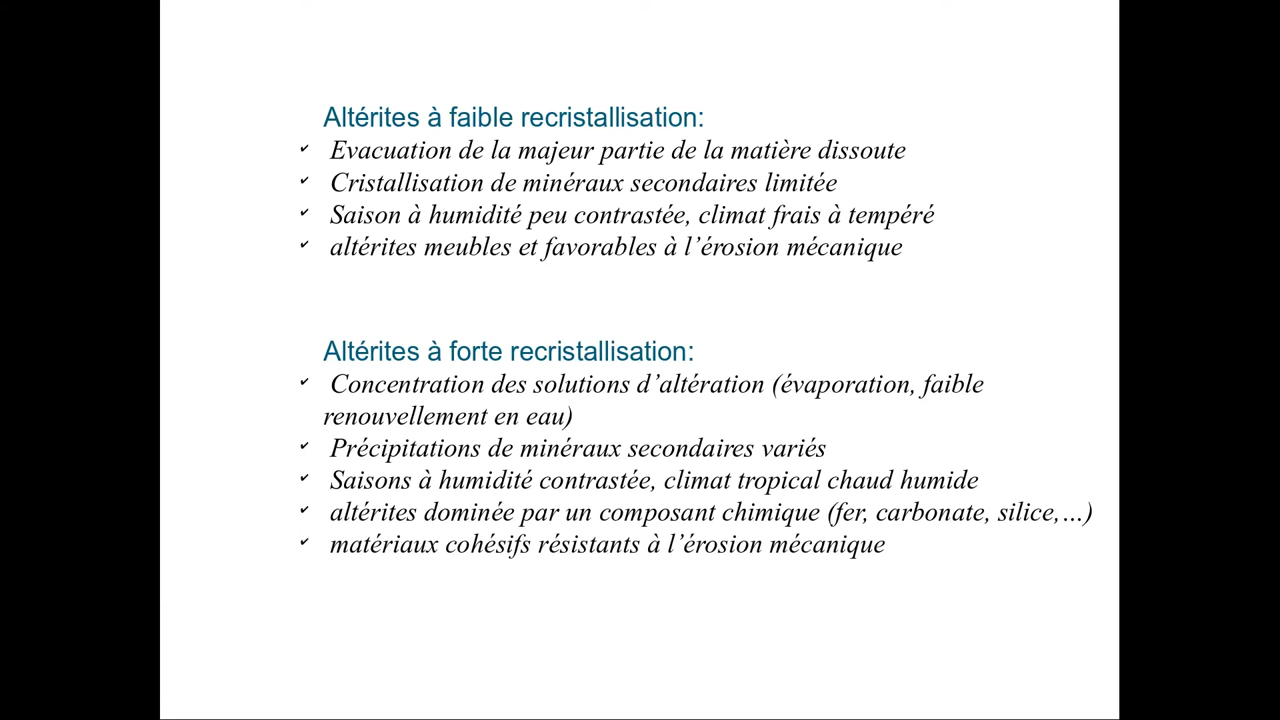 Altérites à faible recristallisation:
✔ Evacuation de la majeur partie de la matière dissoute
✔ Cristallisation de minéraux secondaires limitée
✔ Saison à humidité peu contrastée, climat frais à tempéré
✔ altérites meubles et favorables à l’érosion mécanique
Altérites à forte recristallisation:
✔ Concentration des solutions d’altération (évaporation, faible
renouvellement en eau)
✔ Précipitations de minéraux secondaires variés
✔ Saisons à humidité contrastée, climat tropical chaud humide
✔ altérites dominée par un composant chimique (fer, carbonate, silice,…)
✔ matériaux cohésifs résistants à l’érosion mécanique